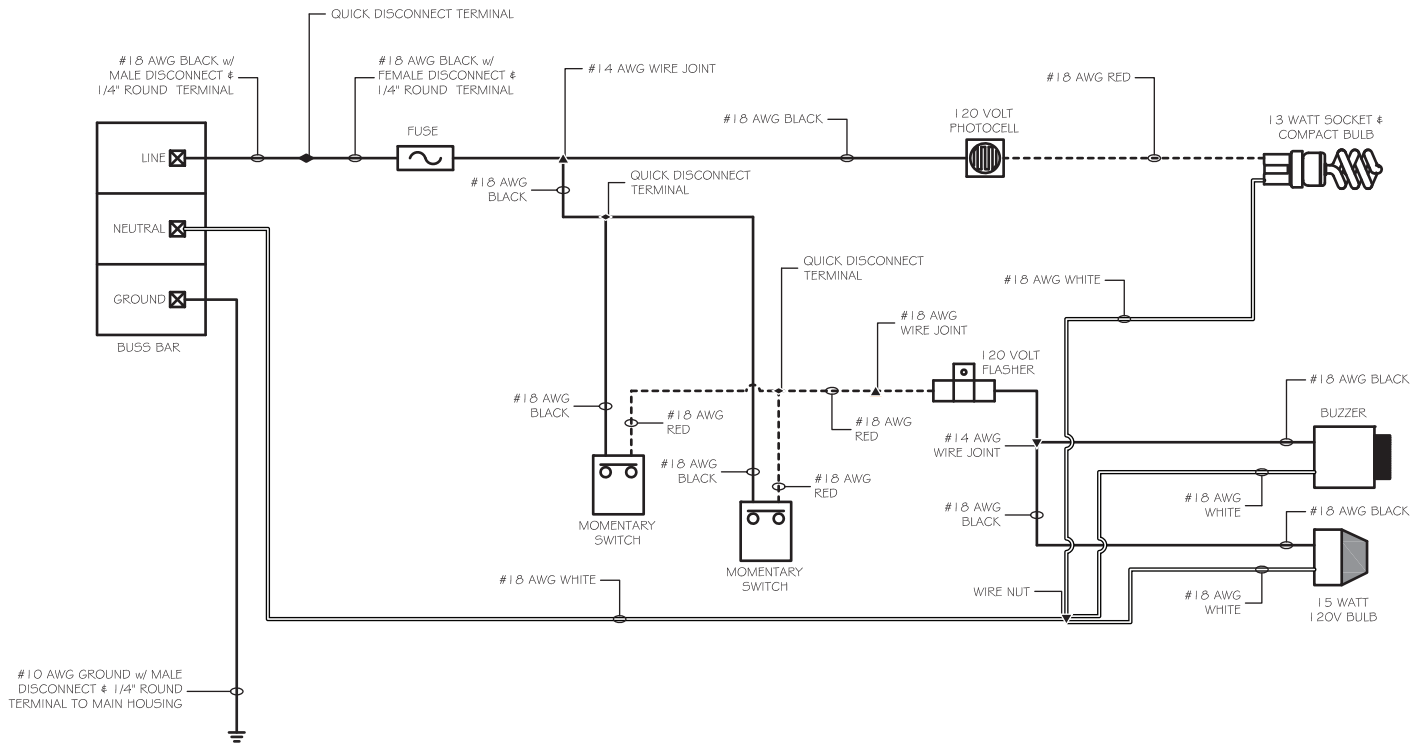 QUICK DISCONNECT TERMINAL
#18 AWG BLACK w/
MALE DISCONNECT &
1/4" ROUND TERMINAL
#18 AWG BLACK w/
FEMALE DISCONNECT &
1/4" ROUND TERMINAL
#14 AWG WIRE JOINT
#18 AWG RED
#18 AWG BLACK
120 VOLT
PHOTOCELL
13 WATT SOCKET &
COMPACT BULB
FUSE
LINE
#18 AWG
BLACK
QUICK DISCONNECT
TERMINAL
NEUTRAL
QUICK DISCONNECT
TERMINAL
#18 AWG WHITE
GROUND
BUSS BAR
#18 AWG
WIRE JOINT
120 VOLT
FLASHER
#18 AWG BLACK
#18 AWG
BLACK
#18 AWG
RED
#18 AWG
RED
BUZZER
#14 AWG
WIRE JOINT
#18 AWG
BLACK
#18 AWG
RED
#18 AWG
WHITE
#18 AWG
BLACK
#18 AWG BLACK
MOMENTARY
SWITCH
MOMENTARY
SWITCH
#18 AWG WHITE
WIRE NUT
#18 AWG
WHITE
15 WATT
120V BULB
#10 AWG GROUND w/ MALE
DISCONNECT & 1/4" ROUND
TERMINAL TO MAIN HOUSING